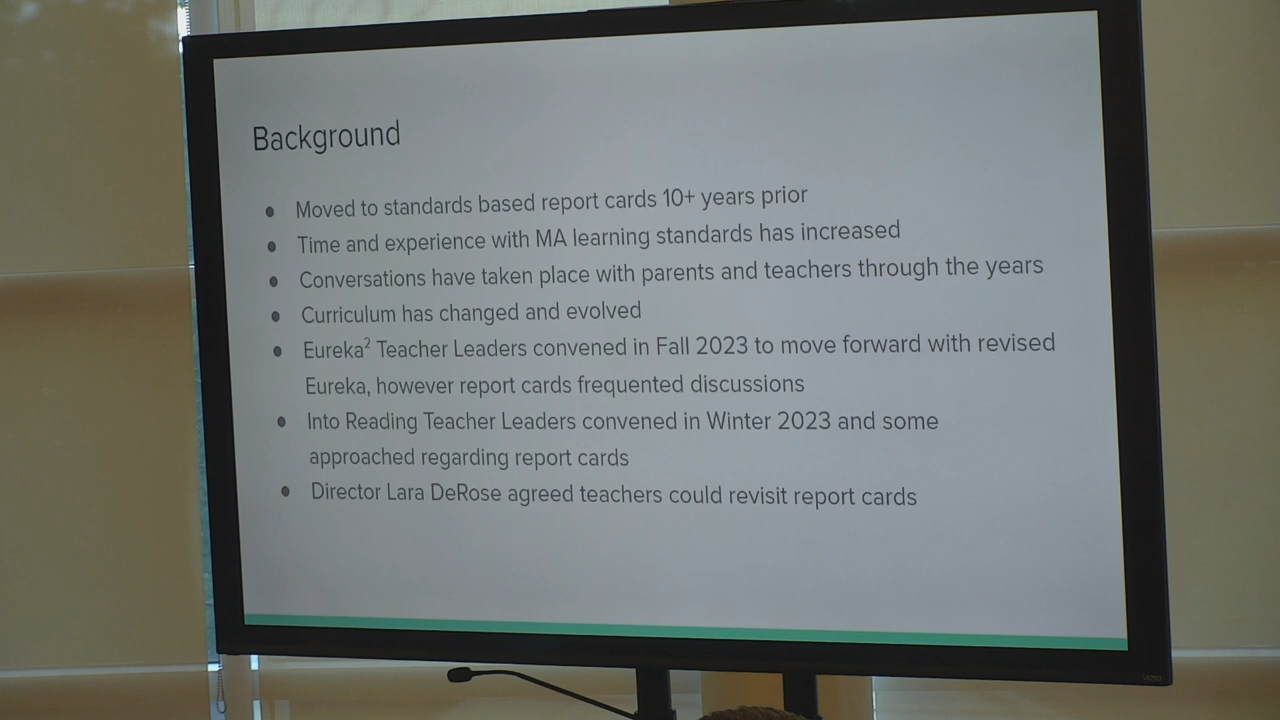 Background
• Moved to standards based report cards 10+ years prior
• Time and experience with MA learning standards has increased
• Conversations have taken place with parents and teachers through the years
• Curriculum has changed and evolved
• Eureka² Teacher Leaders convened in Fall 2023 to move forward with revised
Eureka, however report cards frequented discussions
• Into Reading Teacher Leaders convened in Winter 2023 and some
approached regarding report cards
• Director Lara DeRose agreed teachers could revisit report cards
VIZIO